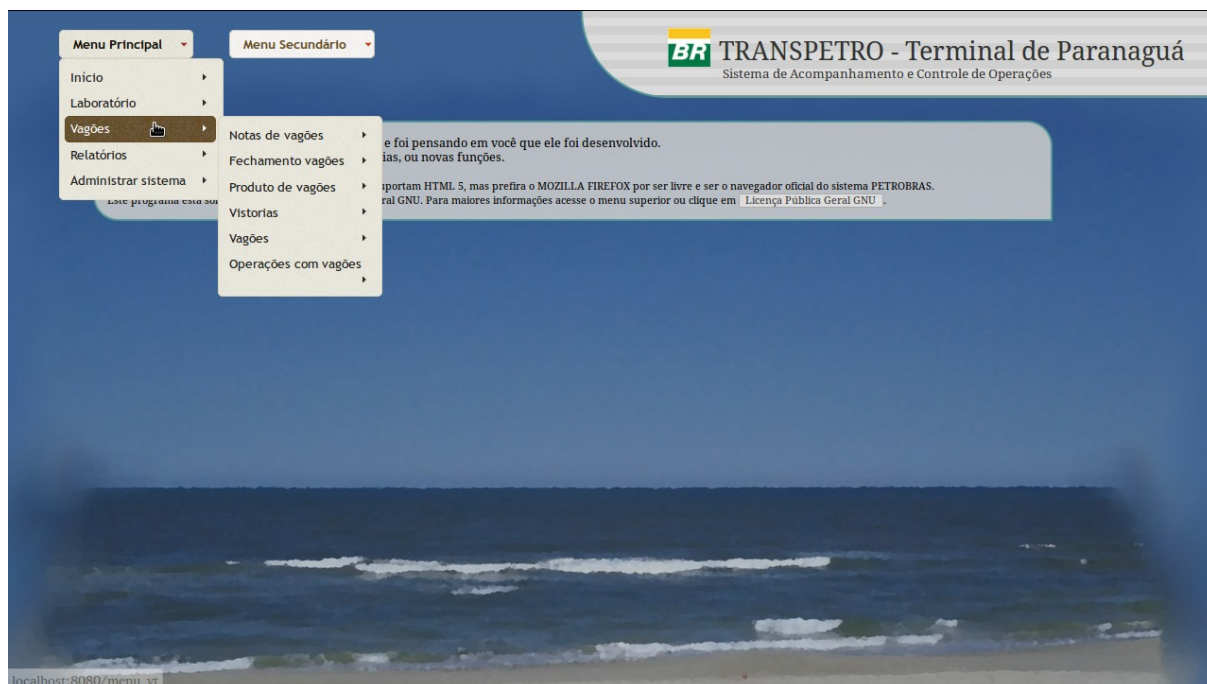 Menu Principal
Menu Secundário
BR
TRANSPETRO - Terminal de Paranaguá
Sistema de Acompanhamento e Controle de Operações
Início
Laboratório
Vagões
Relatórios
Administrar sistema
Notas de vagões
Fechamento vagões
Produto de vagões
Vistorias
Vagões
Operações com vagões
e foi pensando em você que ele foi desenvolvido.
ias, ou novas funções.
uportam HTML 5, mas prefira o MOZILLA FIREFOX por ser livre e ser o navegador oficial do sistema PETROBRAS.
Este programa está so ral GNU. Para maiores informações acesse o menu superior ou clique em Licença Pública Geral GNU .
localhost:8080/menu_vt